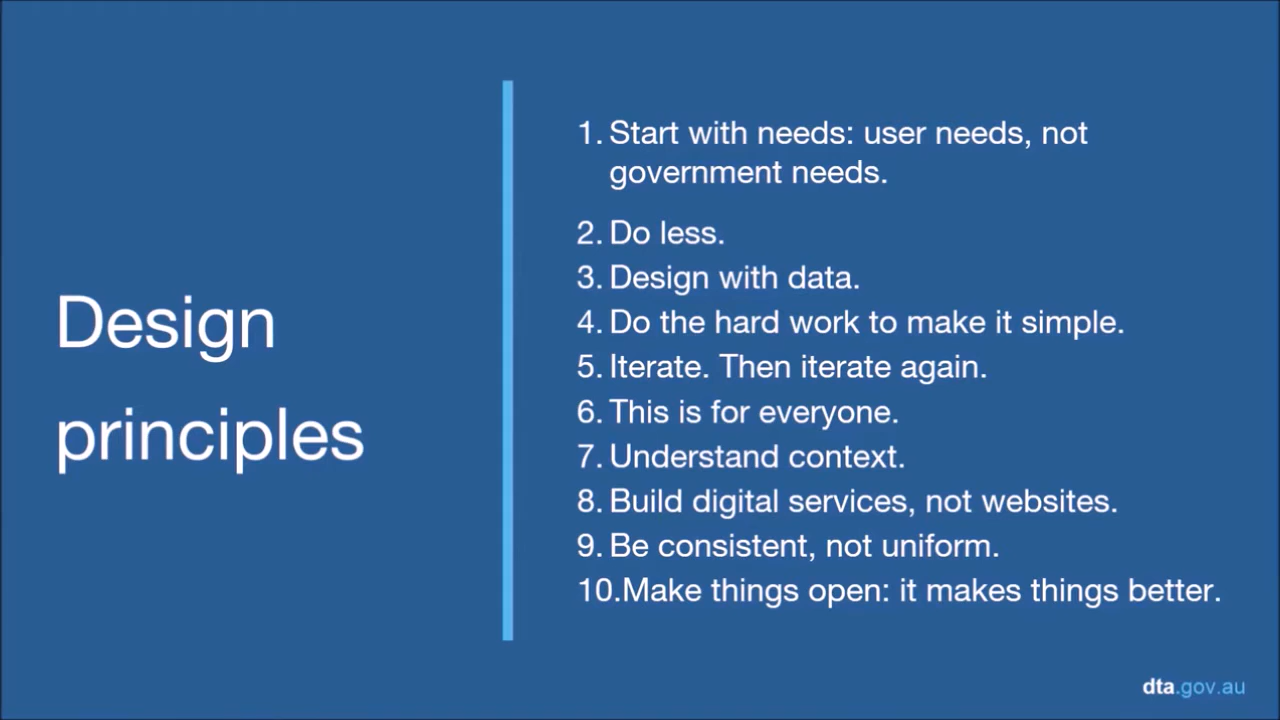 Design
principles
1. Start with needs: user needs, not
government needs.
2. Do less.
3. Design with data.
4. Do the hard work to make it simple.
5. Iterate. Then iterate again.
6. This is for everyone.
7. Understand context.
8. Build digital services, not websites.
9. Be consistent, not uniform.
10.Make things open: it makes things better.
dta.gov.au